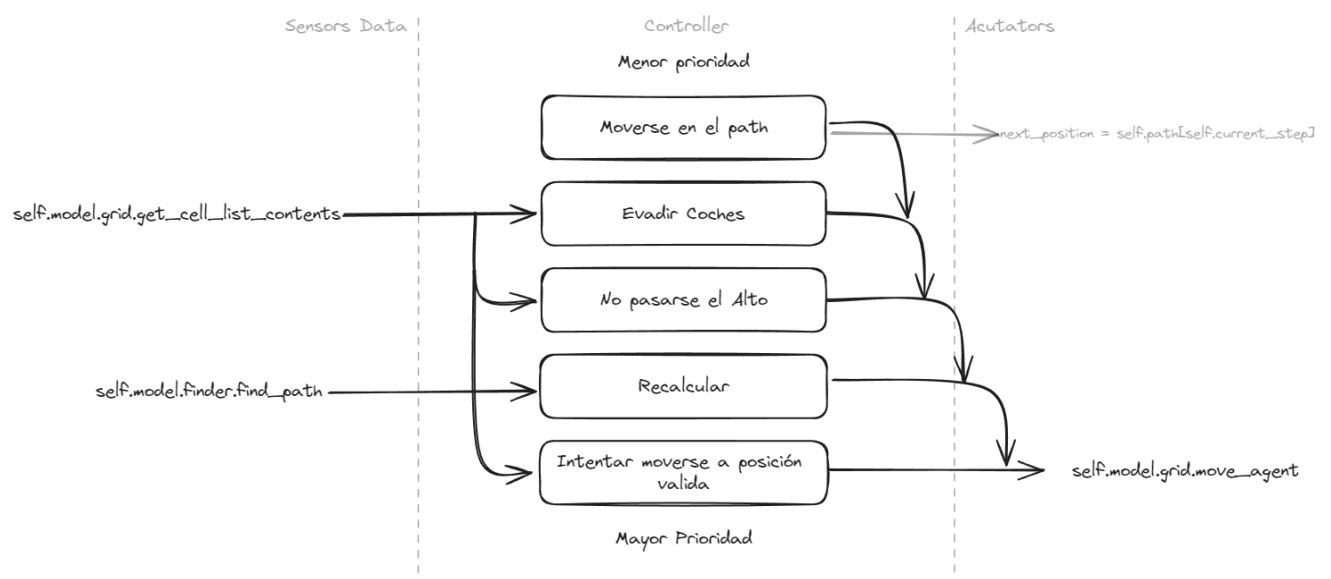 Sensors Data
Controller
Acutators
Menor prioridad
Moverse en el path
next_position = self.path[self.current_step]
self.model.grid.get_cell_list_contents
Evadir Coches
No pasarse el Alto
self.model.finder.find_path
Recalcular
Intentar moverse a posición
valida
self.model.grid.move_agent
Mayor Prioridad